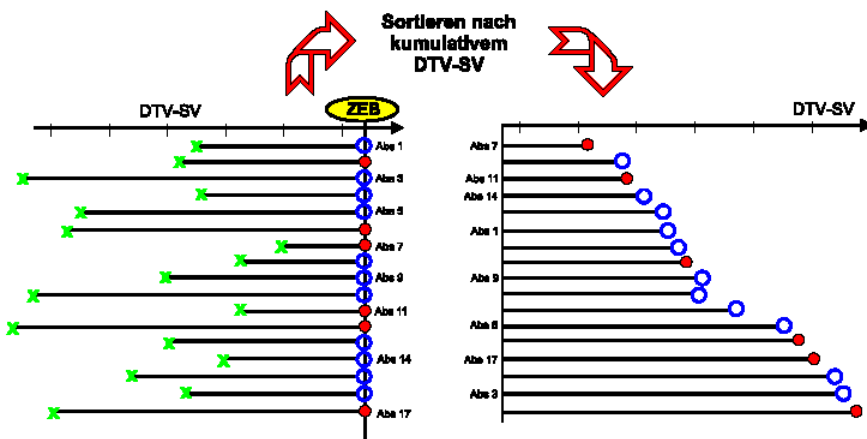 Sortieren nach
kumulativem
DTV-SV
DTV-SV
ZEB
Abs 1
Abs 3
Abs 5
Abs 7
Abs 9
Abs 11
Abs 14
Abs 17
DTV-SV
Abs 7
Abs 11
Abs 14
Abs 1
Abs 9
Abs 5
Abs 17
Abs 3